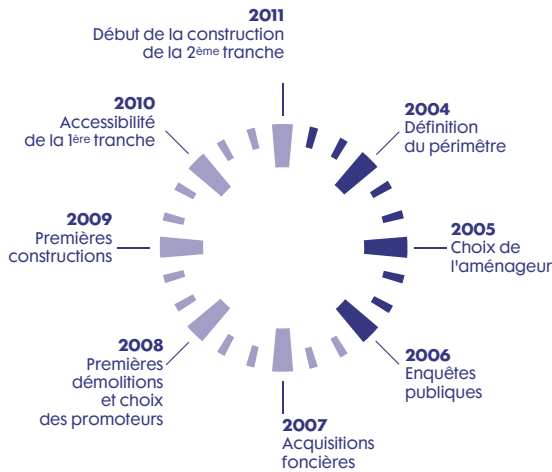 2011
Début de la construction
de la 2ème tranche
2004
Définition
du périmêtre
2005
Choix de
l'aménageur
2006
Enquêtes
publiques
2007
Acquisitions
foncières
2008
Premières
démolitions
et choix
des promoteurs
2009
Premières
constructions
2010
Accessibilité
de la 1ère tranche